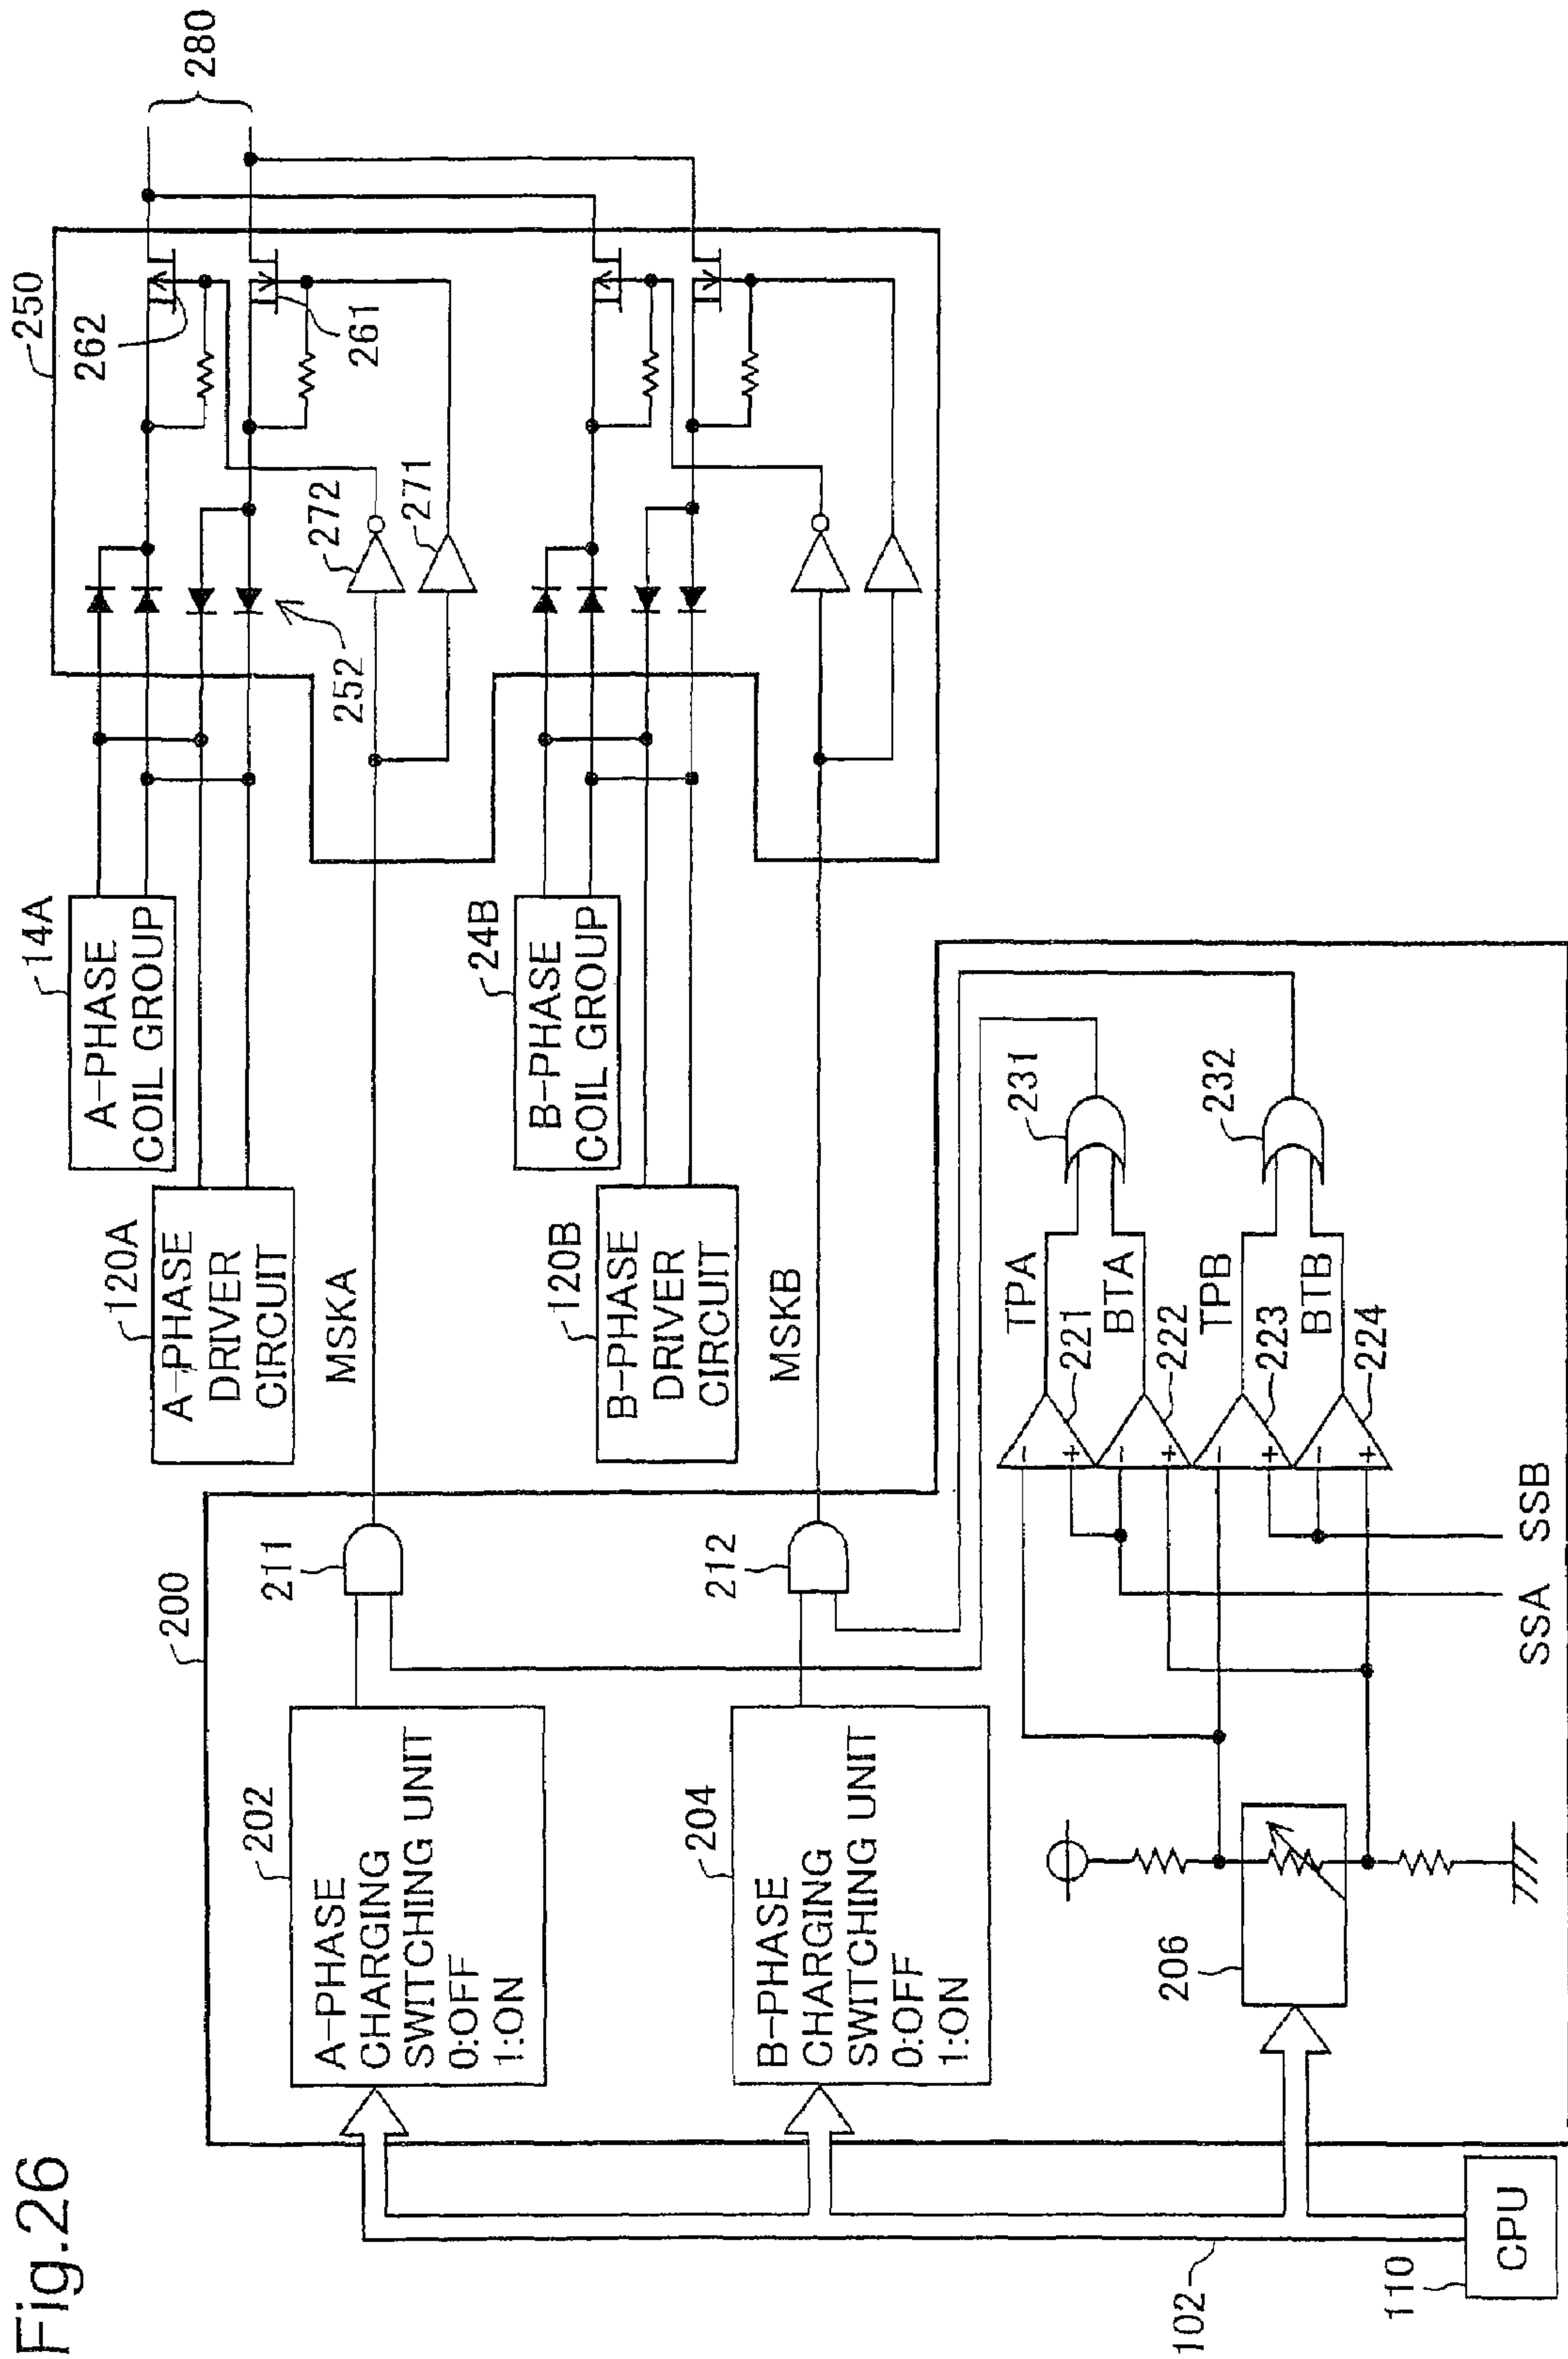 Fig.26
250
280
262
261
272
271
252
14A
A-PHASE
COIL GROUP
120A
A-PHASE
DRIVER
CIRCUIT
MSKA
24B
B-PHASE
COIL GROUP
120B
B-PHASE
DRIVER
CIRCUIT
MSKB
200
211
212
202
A-PHASE
CHARGING
SWITCHING UNIT
0:OFF
1:ON
204
B-PHASE
CHARGING
SWITCHING UNIT
0:OFF
1:ON
231
232
TPA
221
BTA
222
TPB
223
BTB
224
-
+
-
+
-
+
-
+
206
SSA
SSB
102
110
CPU